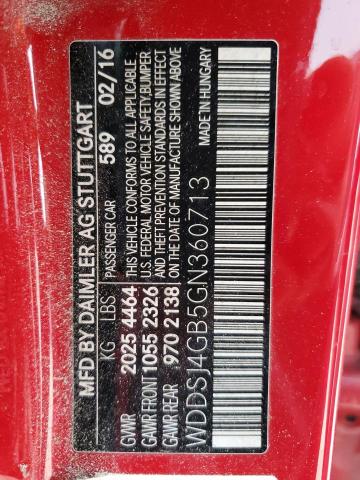 MFD BY DAIMLER AG STUTTGART
PASSENGER CAR 589 02/16
KG LBS
GVWR 2025 4464
GAWR FRONT 1055 2326
GAWR REAR 970 2138
THIS VEHICLE CONFORMS TO ALL APPLICABLE
U.S. FEDERAL MOTOR VEHICLE SAFETY, BUMPER
AND THEFT PREVENTION STANDARDS IN EFFECT
ON THE DATE OF MANUFACTURE SHOWN ABOVE
MADE IN HUNGARY
WDDSJ4GB5GN360713